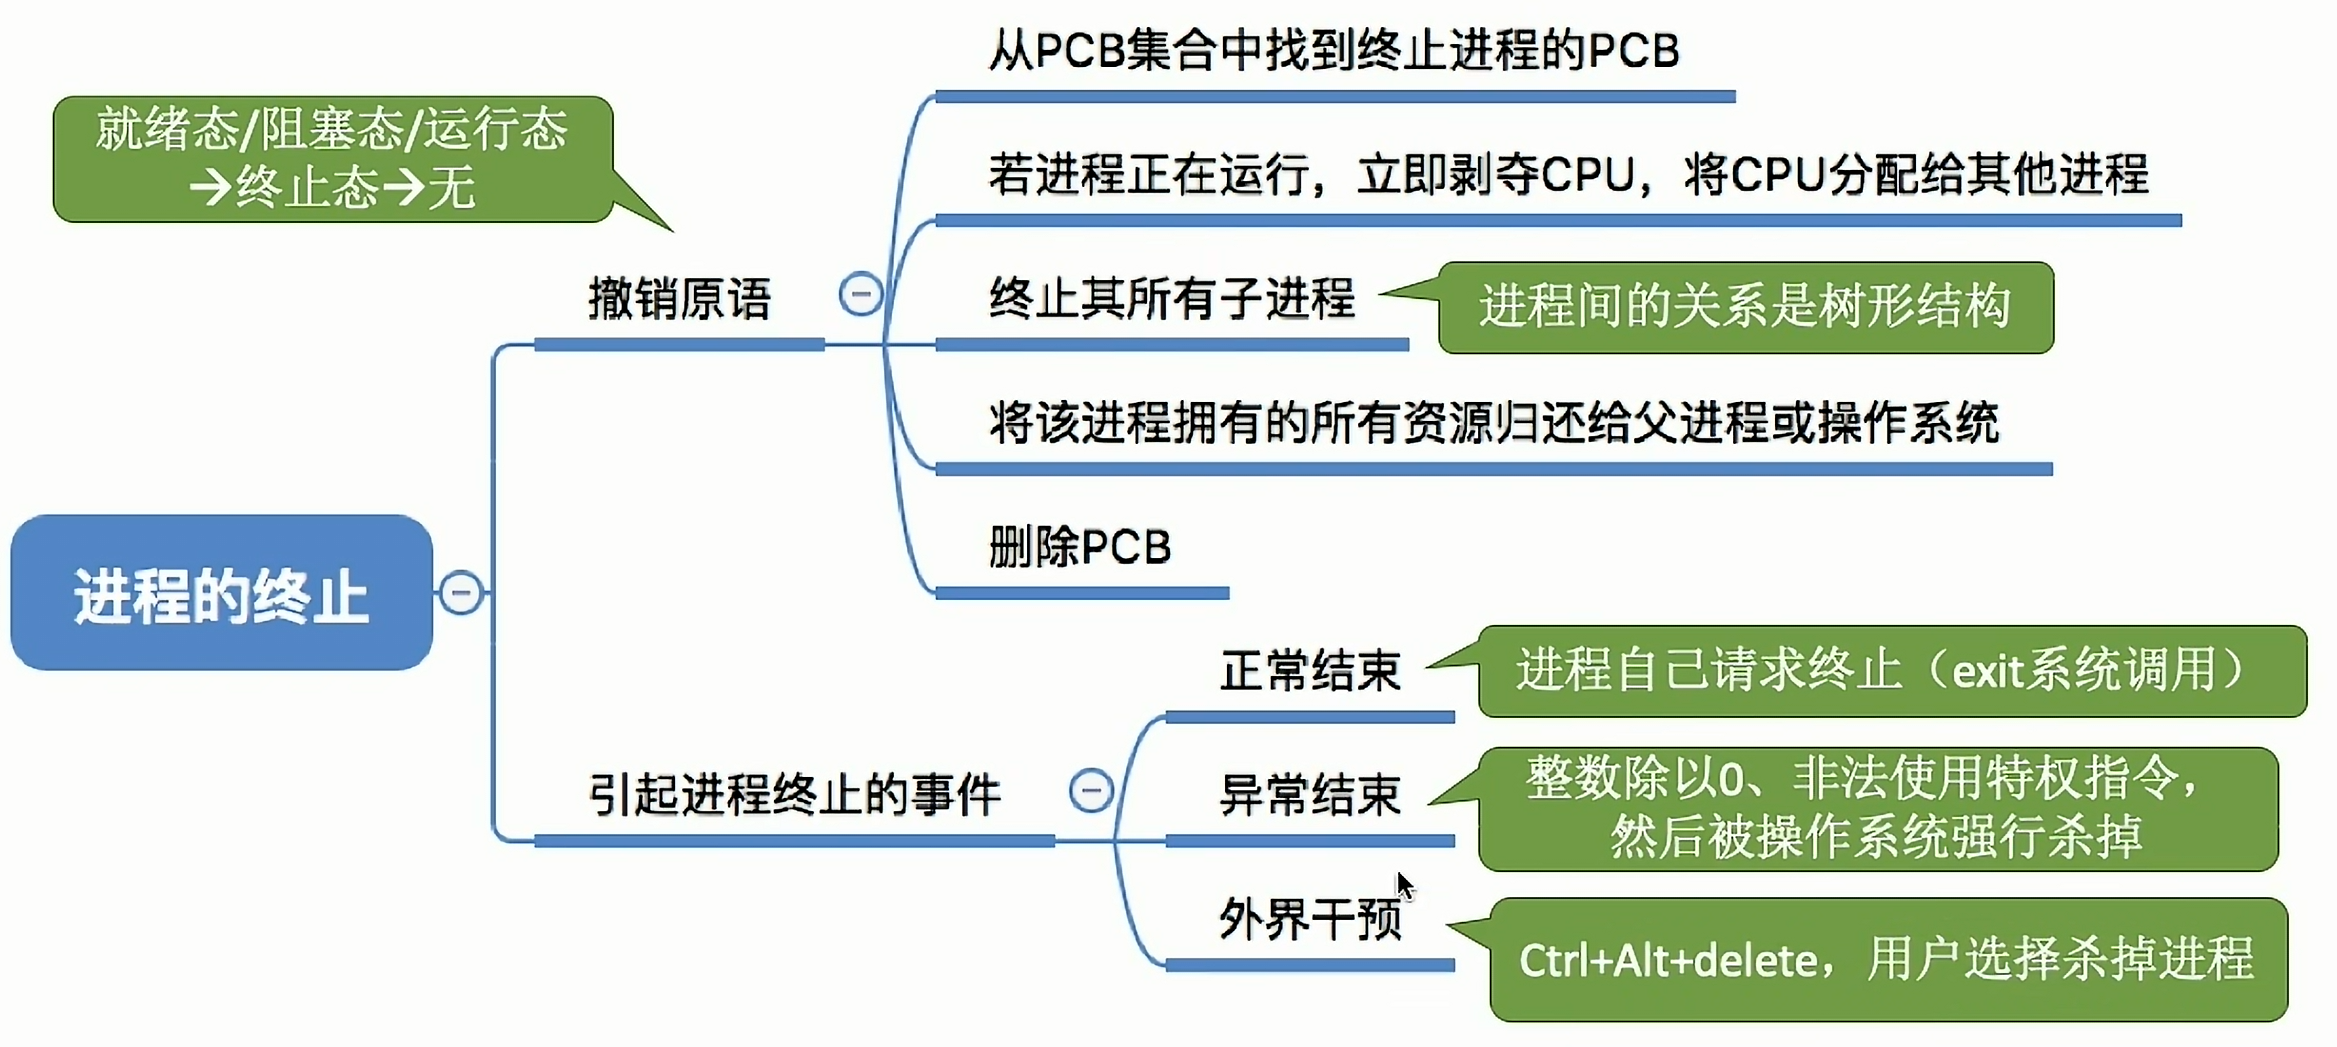 从PCB集合中找到终止进程的PCB
就绪态/阻塞态/运行态
→终止态→无
若进程正在运行，立即剥夺CPU，将CPU分配给其他进程
撤销原语
终止其所有子进程
进程间的关系是树形结构
将该进程拥有的所有资源归还给父进程或操作系统
删除PCB
进程的终止
正常结束
进程自己请求终止（exit系统调用）
引起进程终止的事件
异常结束
整数除以0、非法使用特权指令，
然后被操作系统强行杀掉
外界干预
Ctrl+Alt+delete，用户选择杀掉进程